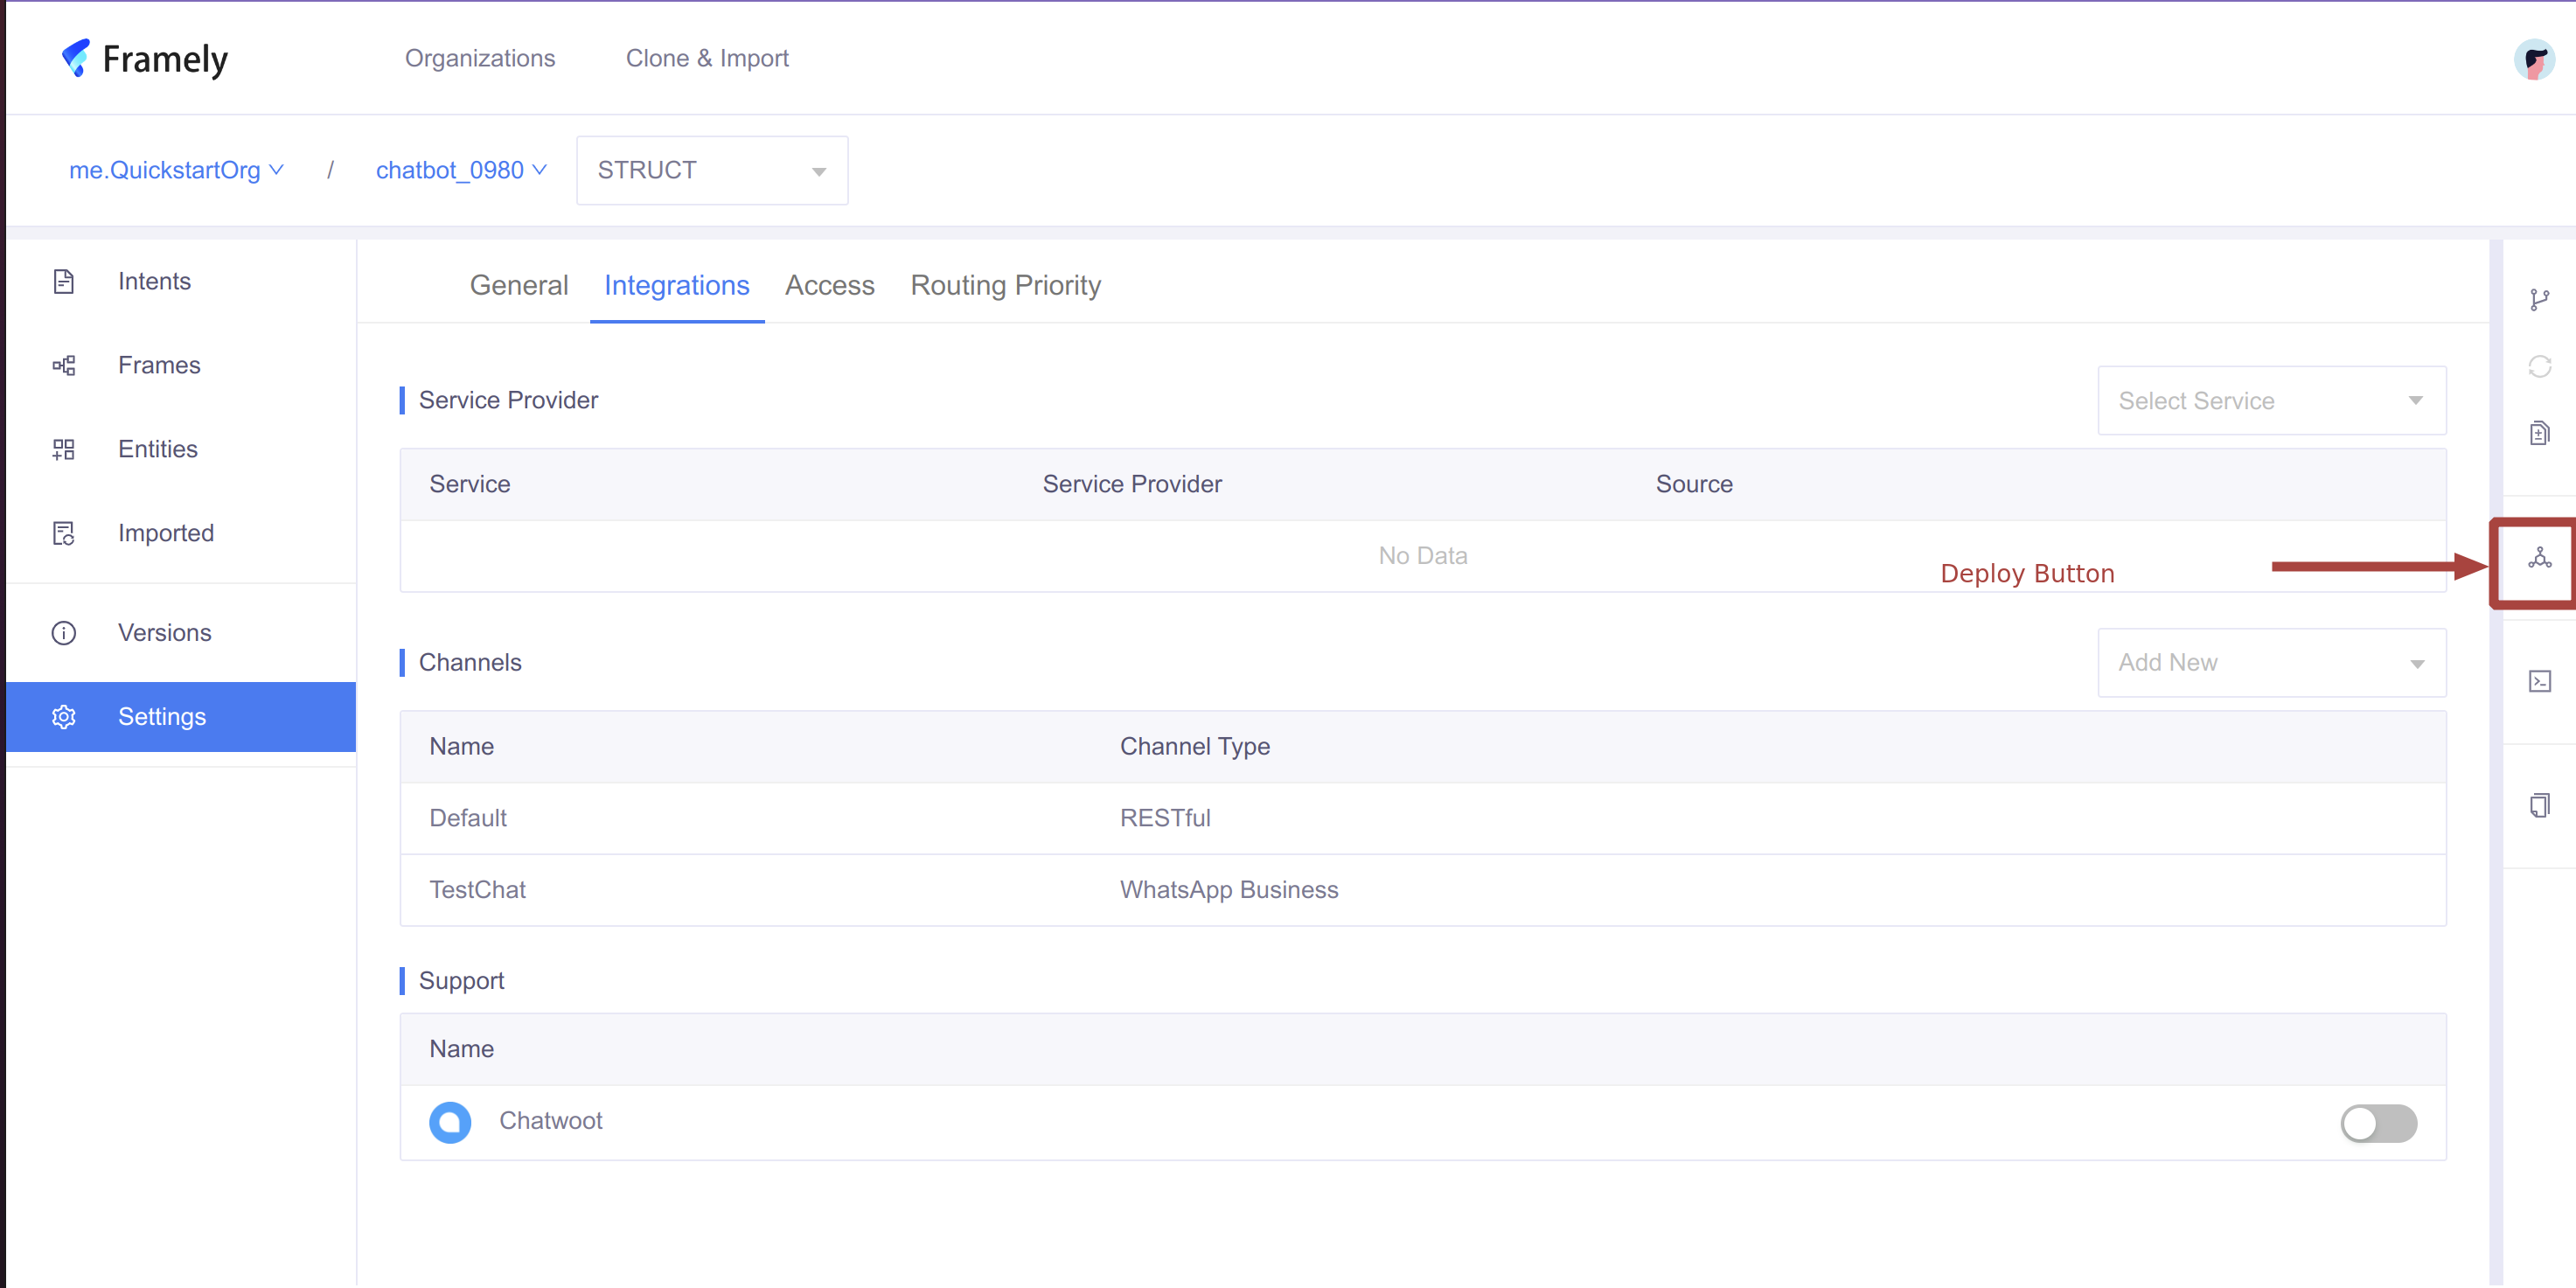 Framely
Organizations
Clone & Import
me.QuickstartOrg / chatbot_0980
STRUCT
Intents
Frames
Entities
Imported
Versions
Settings
General
Integrations
Access
Routing Priority
Service Provider
Select Service
Service
Service Provider
Source
No Data
Deploy Button
Channels
Add New
Name
Channel Type
Default
RESTful
TestChat
WhatsApp Business
Support
Name
Chatwoot